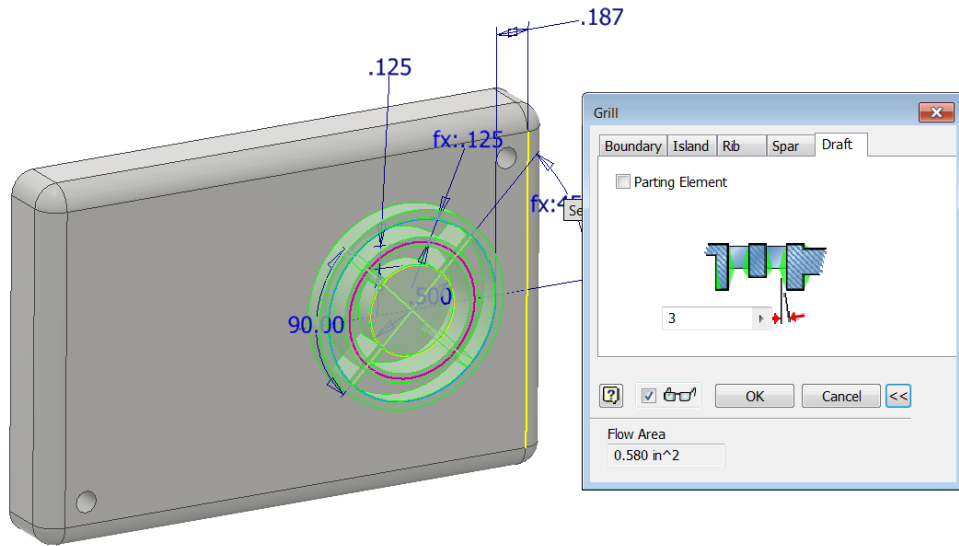 .187
.125
fx:.125
fx:45
Se
.500
90.00
Grill
Boundary Island Rib Spar Draft
Parting Element
3
OK Cancel <<
Flow Area
0.580 in^2